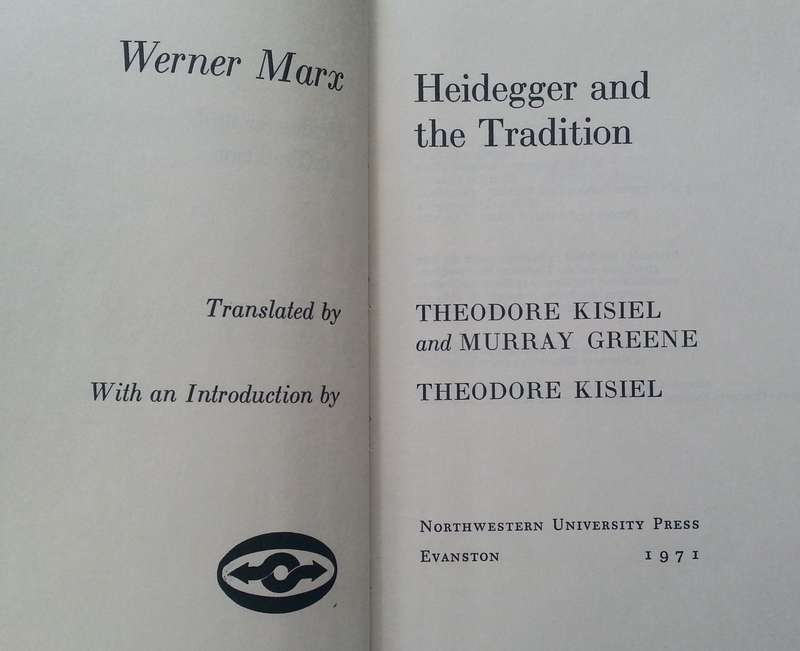 Werner Marx
Heidegger and
the Tradition
Translated by
THEODORE KISIEL
and MURRAY GREENE
With an Introduction by
THEODORE KISIEL
NORTHWESTERN UNIVERSITY PRESS
EVANSTON 1971